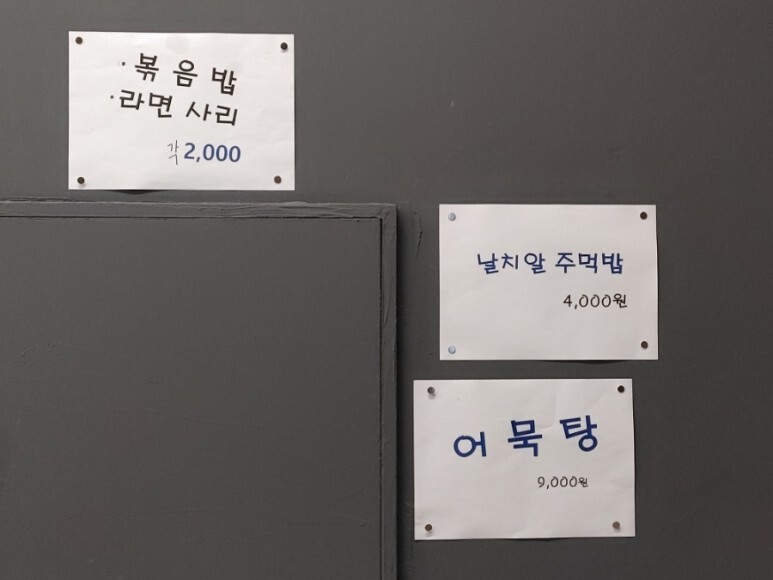 ·볶음밥
·라면 사리
각 2,000
날치알 주먹밥
4,000원
어묵탕
9,000원